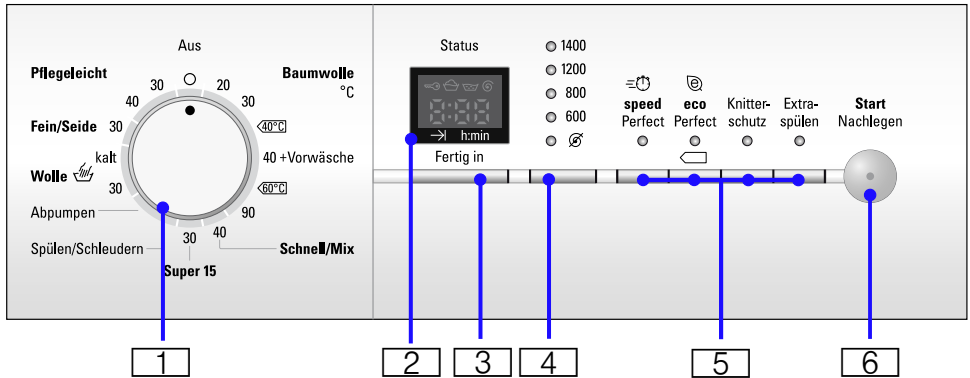 Aus
Pflegeleicht
Baumwolle
°C
30
20
40
30
Fein/Seide
30
40°C
kalt
40 +Vorwäsche
Wolle
30
60°C
90
Abpumpen
Spülen/Schleudern
30
40
Schnell/Mix
Super 15
Status
8:88
h:min
Fertig in
1400
1200
800
600
speed
Perfect
eco
Perfect
Knitter-
schutz
Extra-
spülen
Start
Nachlegen
1
2
3
4
5
6